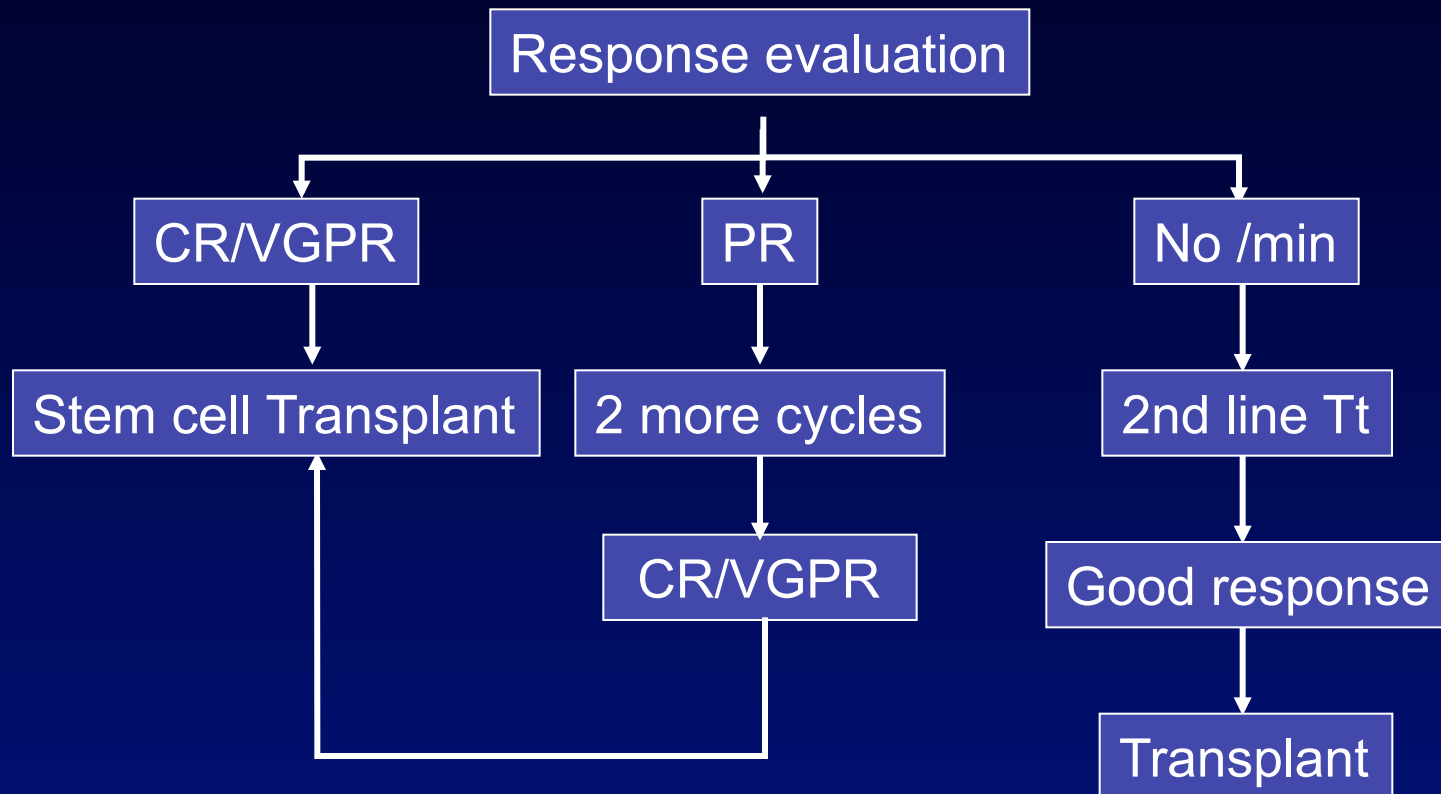 Response evaluation
CR/VGPR
PR
No /min
Stem cell Transplant
2 more cycles
2nd line Tt
CR/VGPR
Good response
Transplant